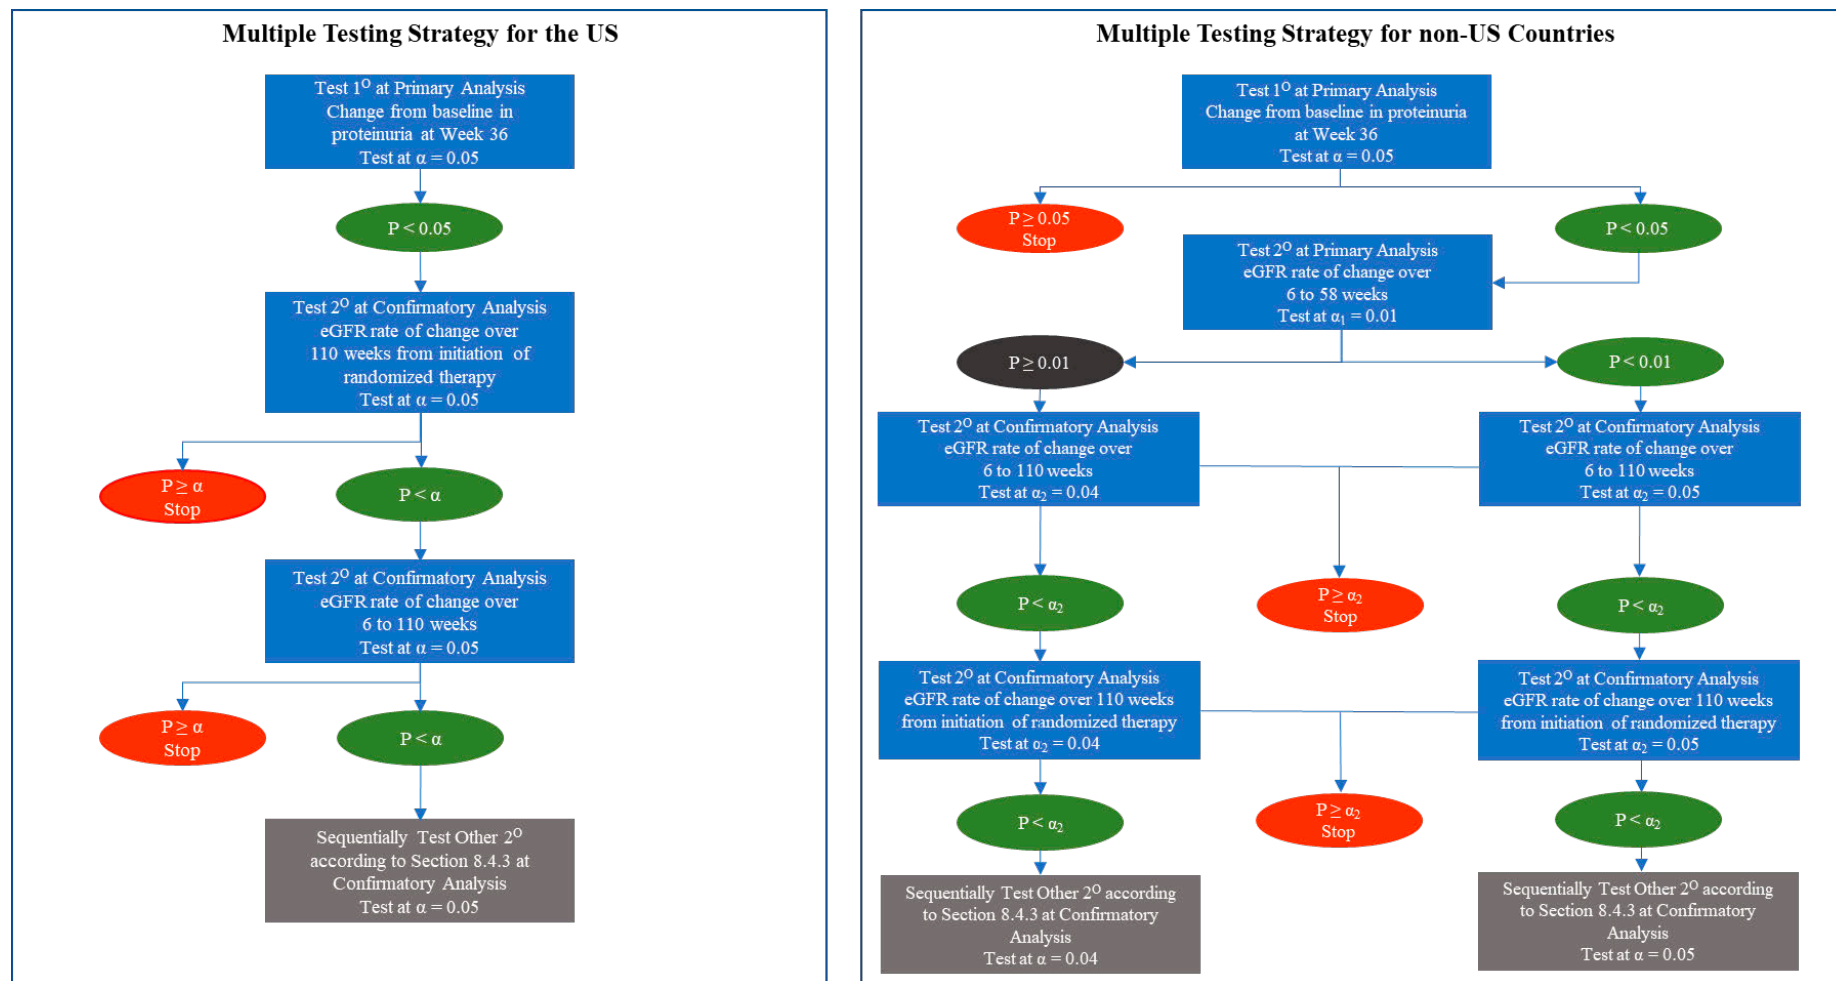 Multiple Testing Strategy for the US
Test 1ᴼ at Primary Analysis
Change from baseline in
proteinuria at Week 36
Test at α = 0.05
P < 0.05
Test 2ᴼ at Confirmatory Analysis
eGFR rate of change over
110 weeks from initiation of
randomized therapy
Test at α = 0.05
P ≥ α
Stop
P < α
Test 2ᴼ at Confirmatory Analysis
eGFR rate of change over
6 to 110 weeks
Test at α = 0.05
P ≥ α
Stop
P < α
Sequentially Test Other 2ᴼ
according to Section 8.4.3 at
Confirmatory Analysis
Test at α = 0.05
Multiple Testing Strategy for non-US Countries
Test 1ᴼ at Primary Analysis
Change from baseline in proteinuria
at Week 36
Test at α = 0.05
P ≥ 0.05
Stop
P < 0.05
Test 2ᴼ at Primary Analysis
eGFR rate of change over
6 to 58 weeks
Test at α₁ = 0.01
P ≥ 0.01
P < 0.01
Test 2ᴼ at Confirmatory Analysis
eGFR rate of change over
6 to 110 weeks
Test at α₂ = 0.04
Test 2ᴼ at Confirmatory Analysis
eGFR rate of change over
6 to 110 weeks
Test at α₂ = 0.05
P < α₂
P ≥ α₂
Stop
P < α₂
Test 2ᴼ at Confirmatory Analysis
eGFR rate of change over 110 weeks
from initiation of randomized therapy
Test at α₂ = 0.04
Test 2ᴼ at Confirmatory Analysis
eGFR rate of change over 110 weeks
from initiation of randomized therapy
Test at α₂ = 0.05
P < α₂
P ≥ α₂
Stop
P < α₂
Sequentially Test Other 2ᴼ according
to Section 8.4.3 at Confirmatory
Analysis
Test at α = 0.04
Sequentially Test Other 2ᴼ according
to Section 8.4.3 at Confirmatory
Analysis
Test at α = 0.05